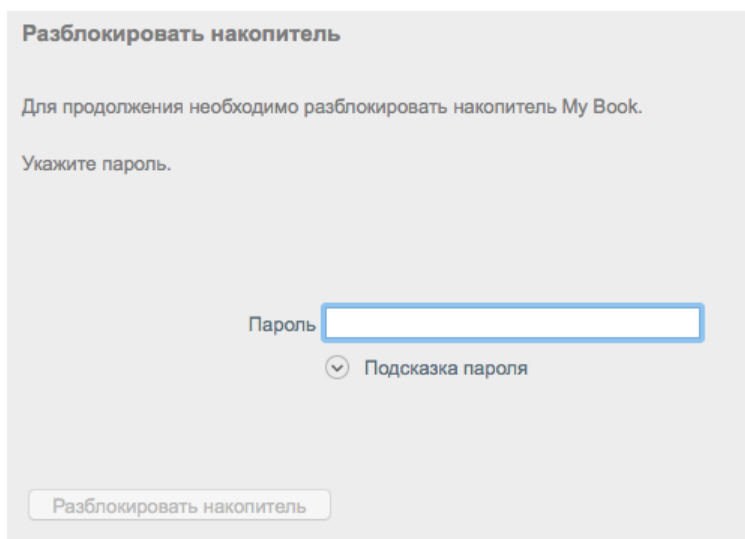 Разблокировать накопитель
Для продолжения необходимо разблокировать накопитель My Book.
Укажите пароль.
Пароль
Подсказка пароля
Разблокировать накопитель